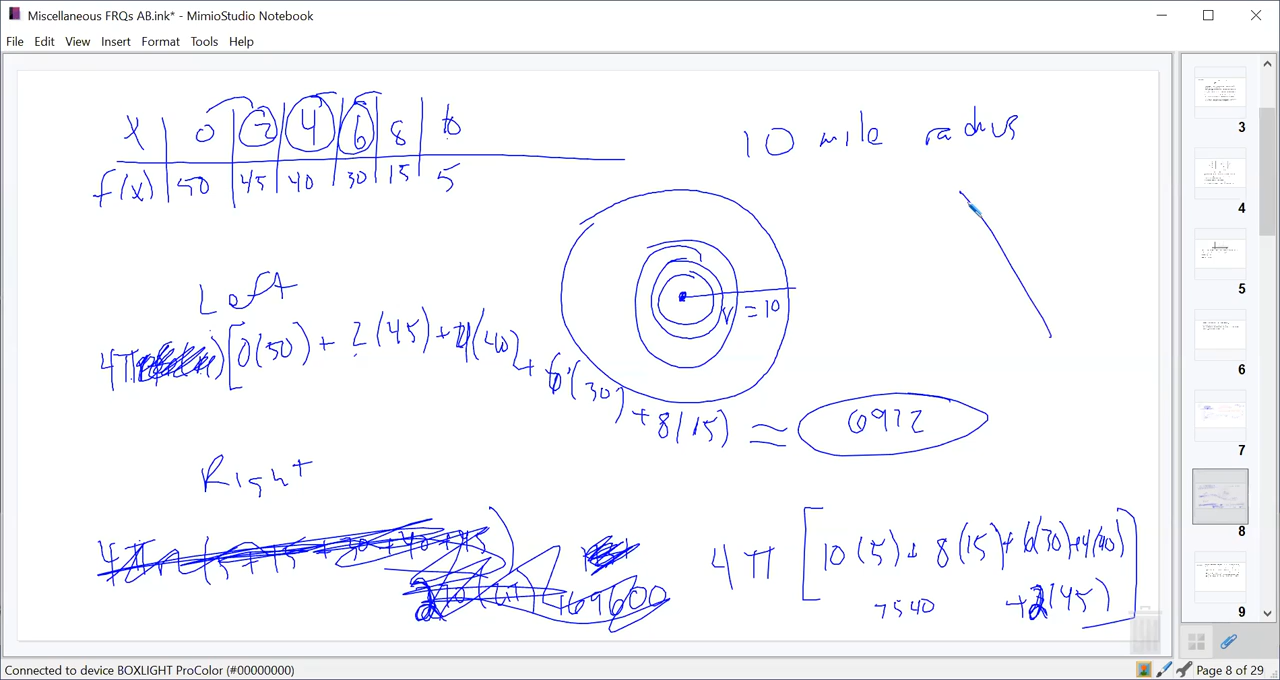 Miscellaneous FRQs AB.ink* - MimioStudio Notebook
File Edit View Insert Format Tools Help
x 0 2 4 6 8 10
f(x) 50 45 40 30 15 5
10 mile radius
r = 10
Left
4π [0(50) + 2(45) + 4(40) + 6(30) + 8(15) ≈ 6912
Right
69600
4π [10(5) + 8(15) + 6(30) + 4(40)
7540 + 2(45)]
3
4
5
6
7
8
9
Connected to device BOXLIGHT ProColor (#00000000) Page 8 of 29